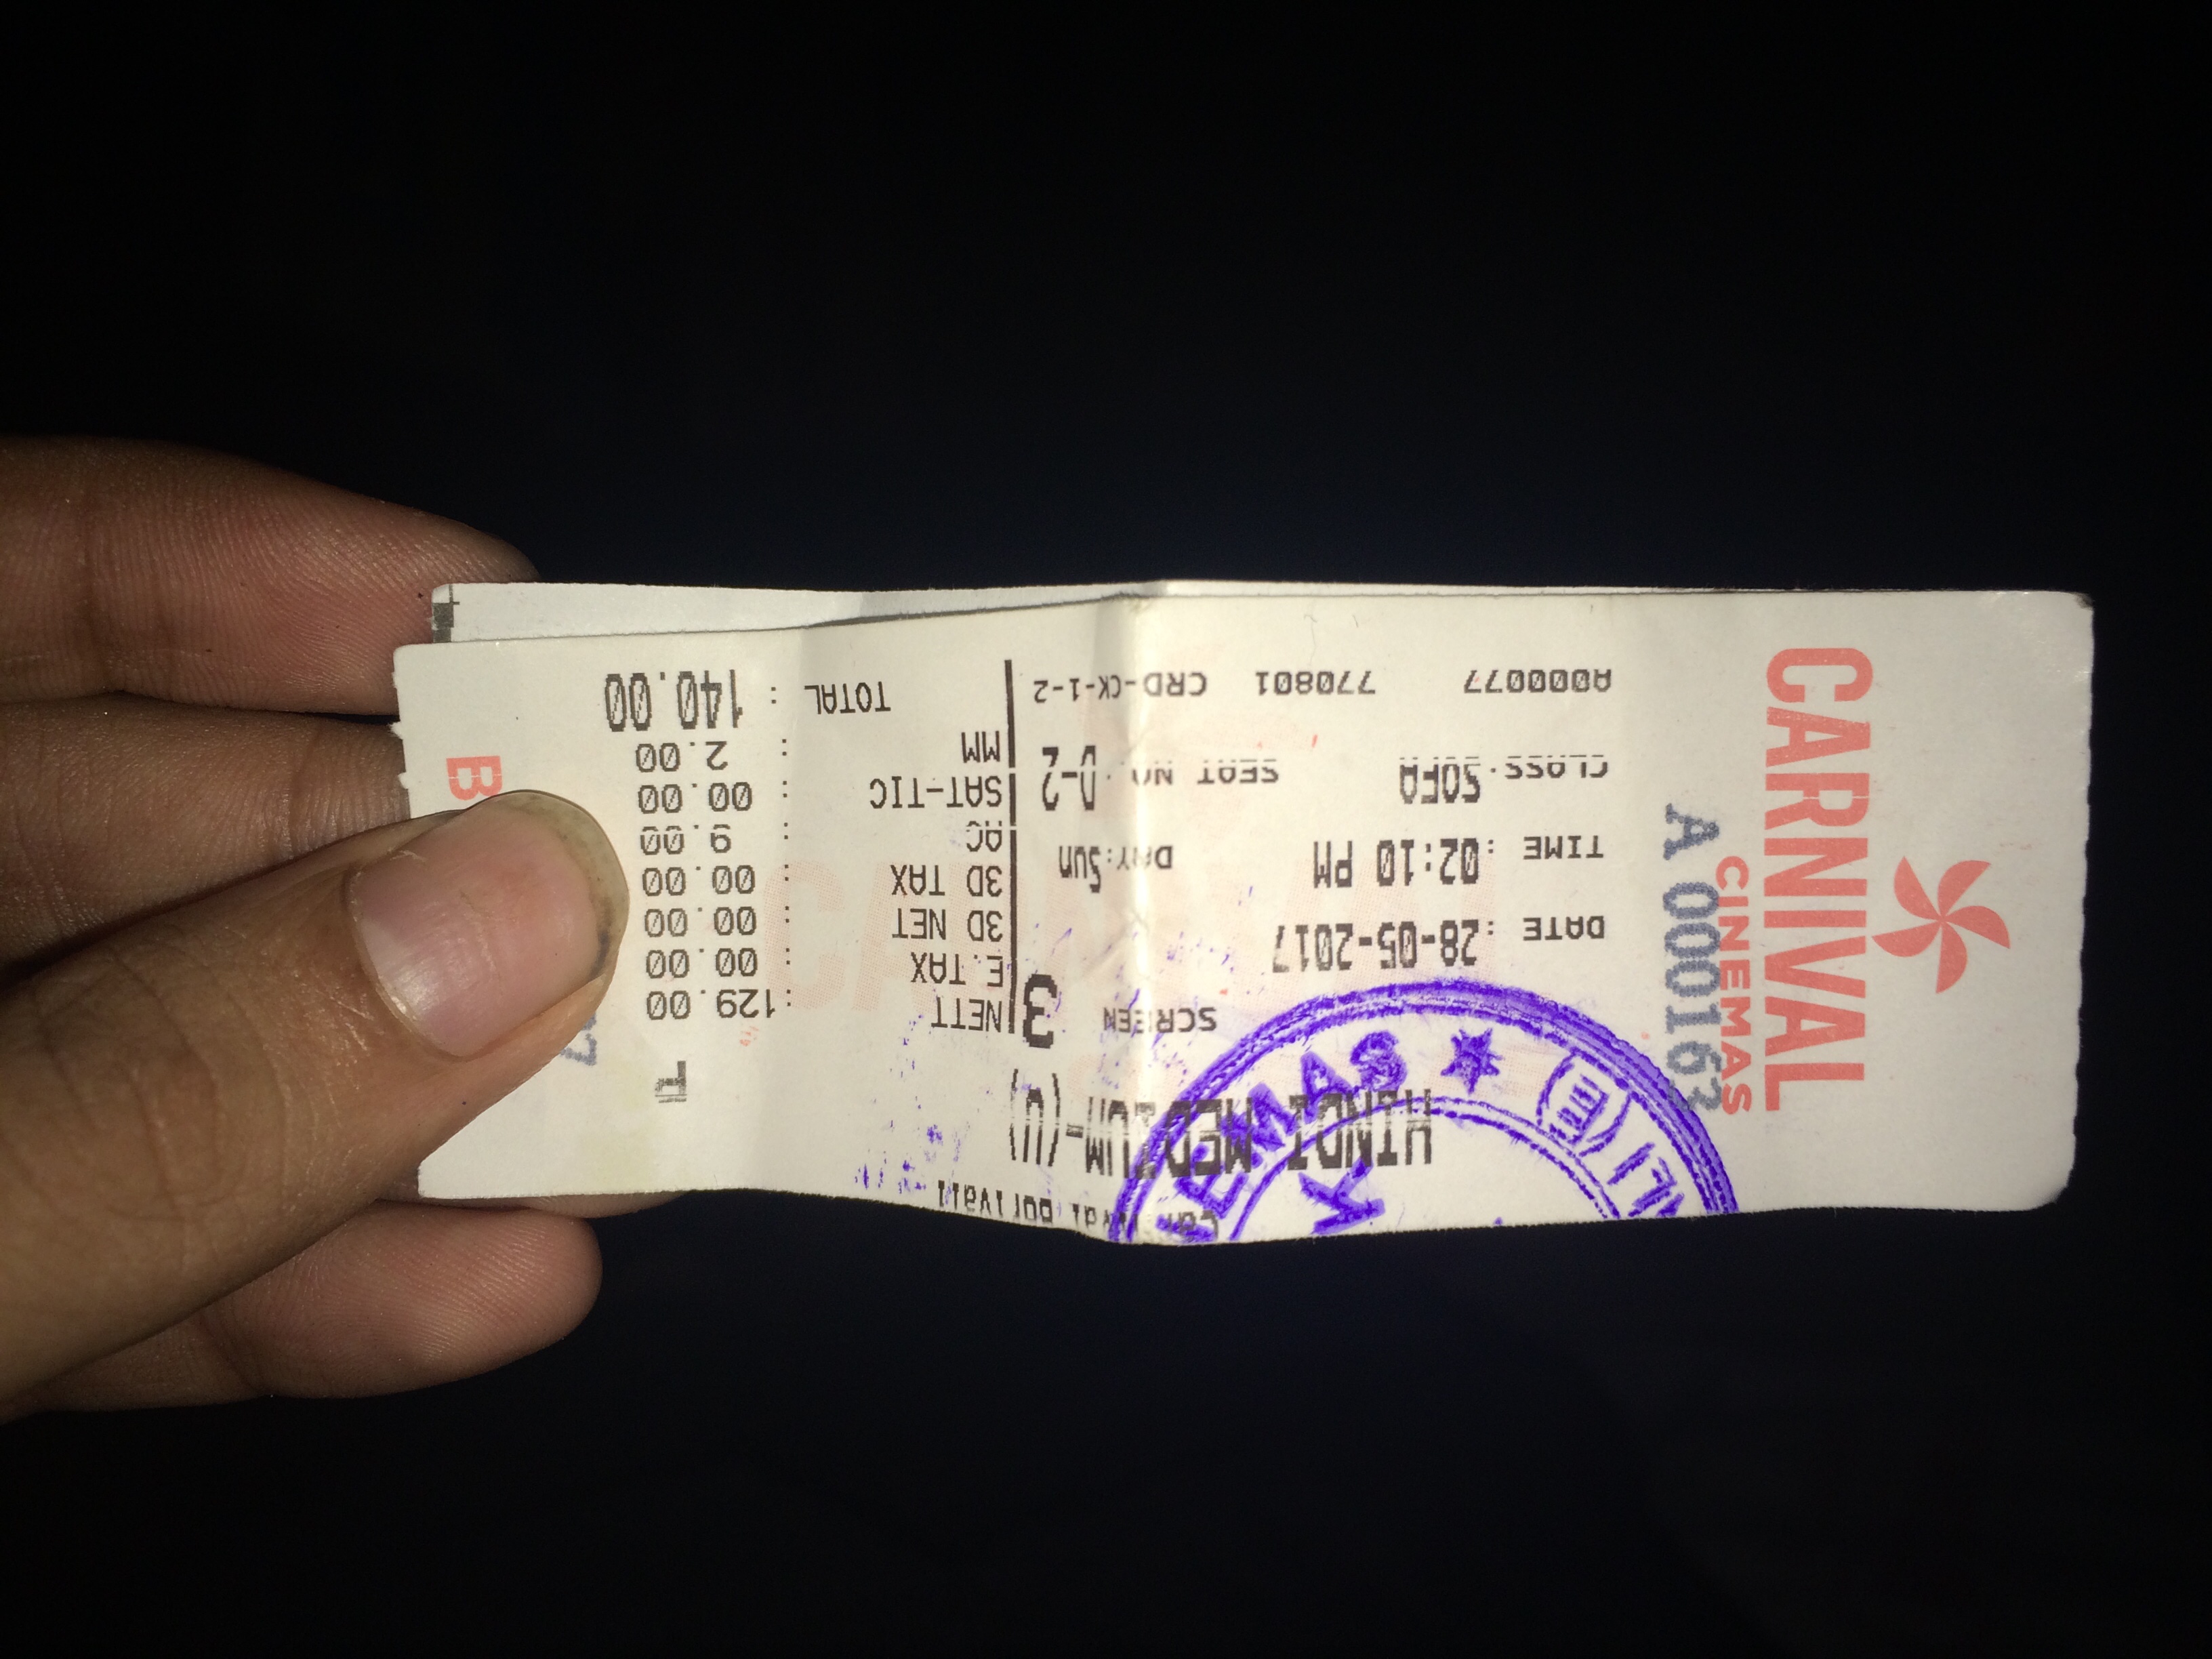 CARNIVAL
CINEMAS
A 000163
Carnival Borivali
HINDI MEDIUM-(U)
SCREEN 3
DATE :28-05-2017
TIME :02:10 PM DAY:Sun
CLASS:SOFA SEAT NO: D-2
A000077 770801 CRD-CK-1-2
F
NETT :129.00
E.TAX : 00.00
3D NET : 00.00
3D TAX : 00.00
AC : 9.00
SAT-TIC : 00.00
MM : 2.00
TOTAL : 140.00
EMAS ★
LI (E)
K
B